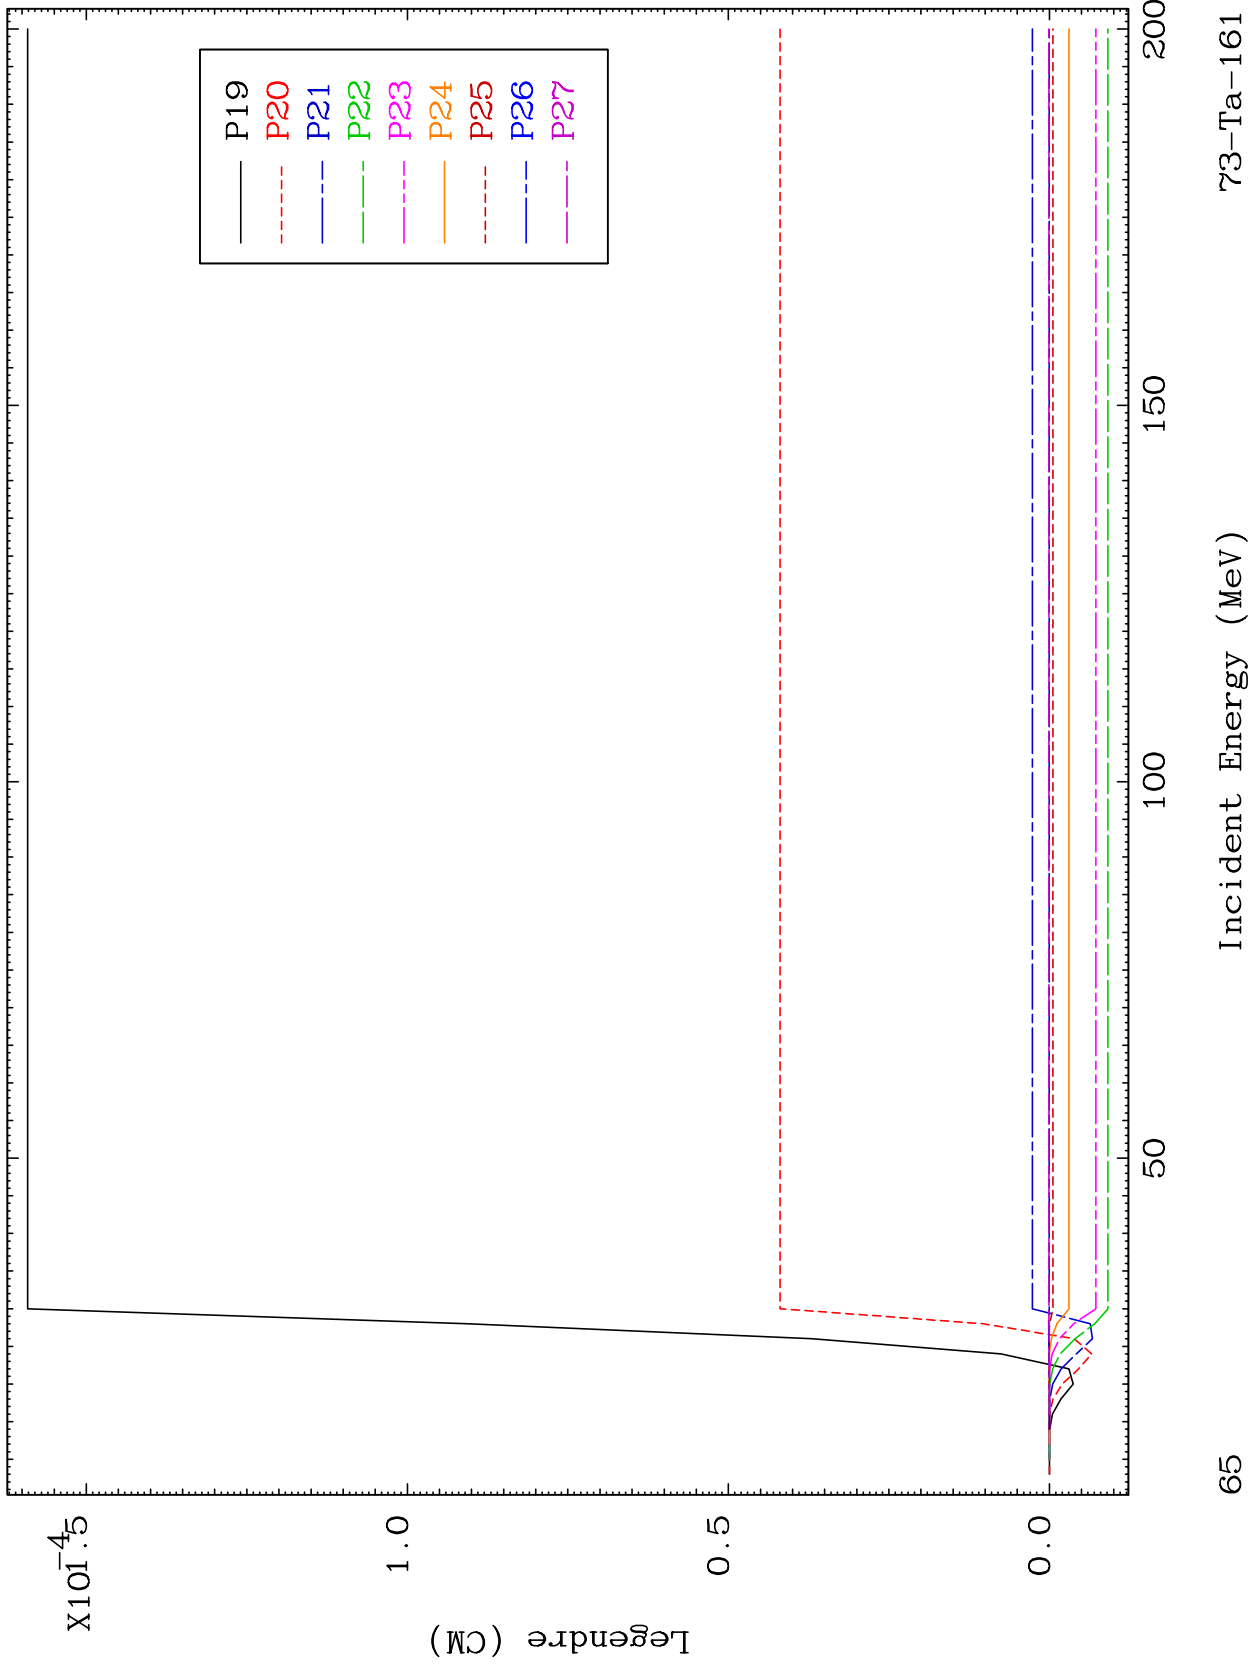 X10-4
1.5
1.0
0.5
0.0
Legendre (CM)
P19
P20
P21
P22
P23
P24
P25
P26
P27
50
100
150
200
65
Incident Energy (MeV)
73-Ta-161